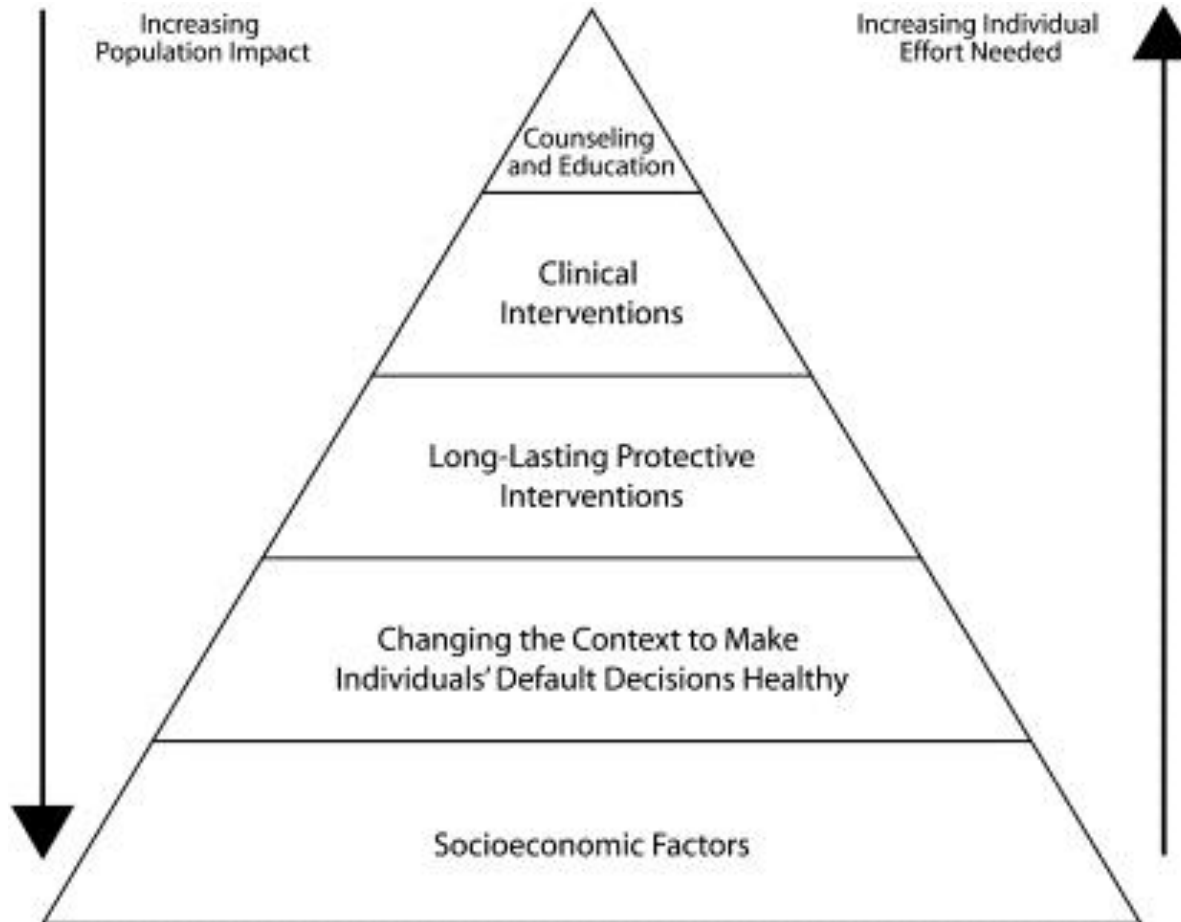 Increasing
Population Impact
Increasing Individual
Effort Needed
Counseling
and Education
Clinical
Interventions
Long-Lasting Protective
Interventions
Changing the Context to Make
Individuals’ Default Decisions Healthy
Socioeconomic Factors